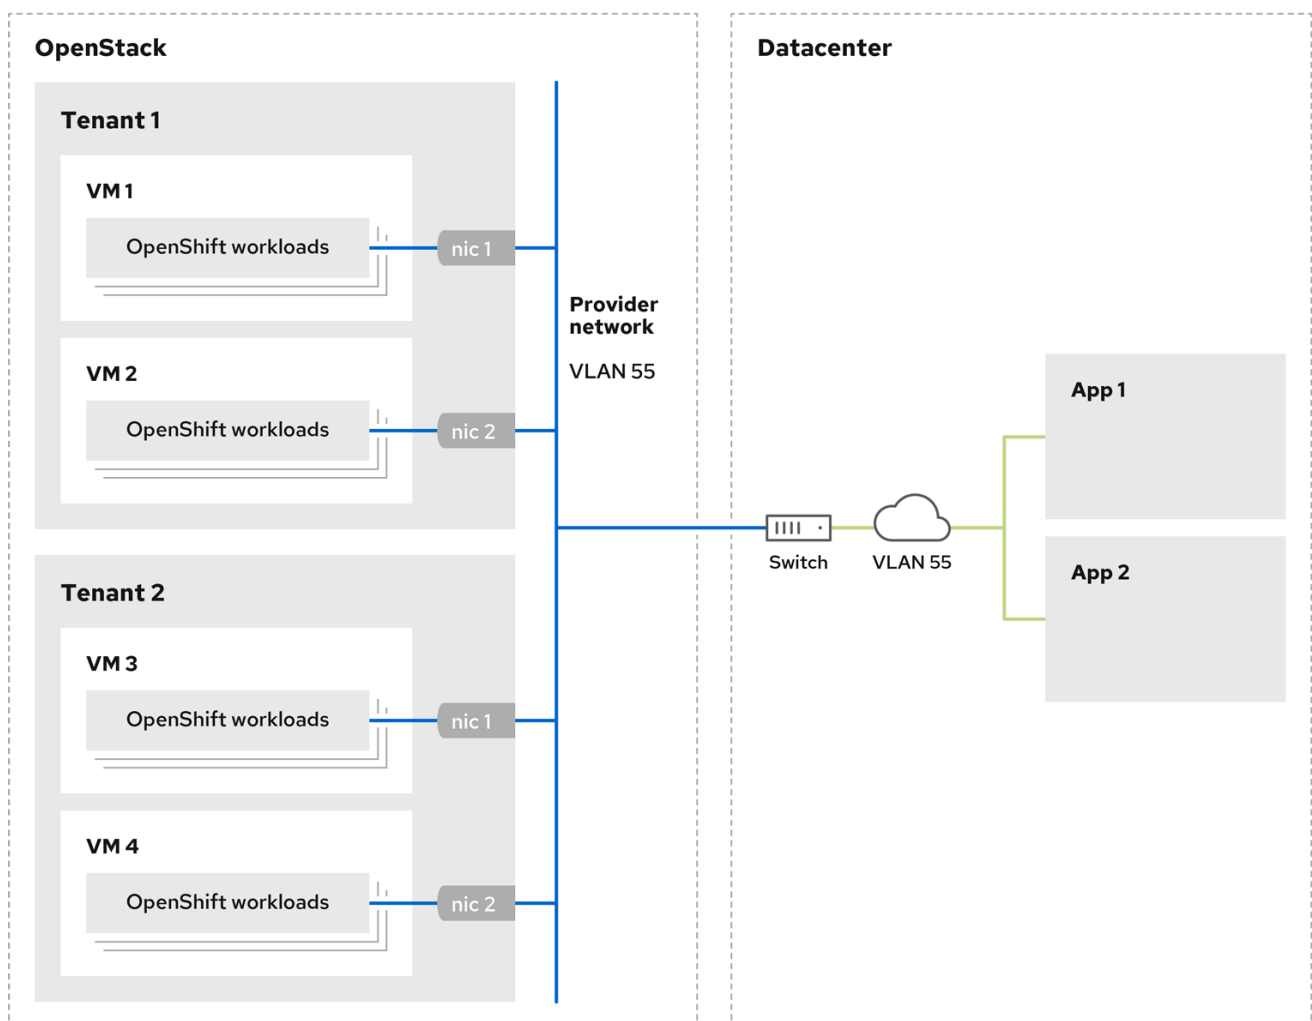 OpenStack
Tenant 1
VM 1
OpenShift workloads
nic 1
VM 2
OpenShift workloads
nic 2
Tenant 2
VM 3
OpenShift workloads
nic 1
VM 4
OpenShift workloads
nic 2
Provider
network
VLAN 55
Datacenter
Switch
VLAN 55
App 1
App 2